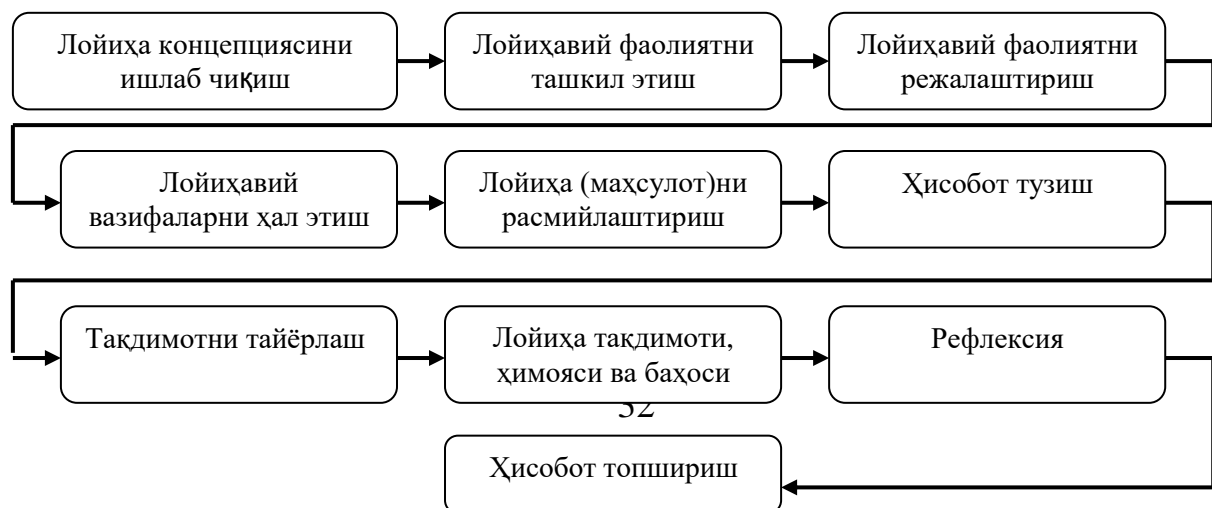 Лойиҳа концепциясини
ишлаб чиқиш
Лойиҳавий фаолиятни
ташкил этиш
Лойиҳавий фаолиятни
режалаштириш
Лойиҳавий
вазифаларни ҳал этиш
Лойиҳа (маҳсулот)ни
расмийлаштириш
Ҳисобот тузиш
Тақдимотни тайёрлаш
Лойиҳа тақдимоти,
ҳимояси ва баҳоси
Рефлексия
Ҳисобот топшириш